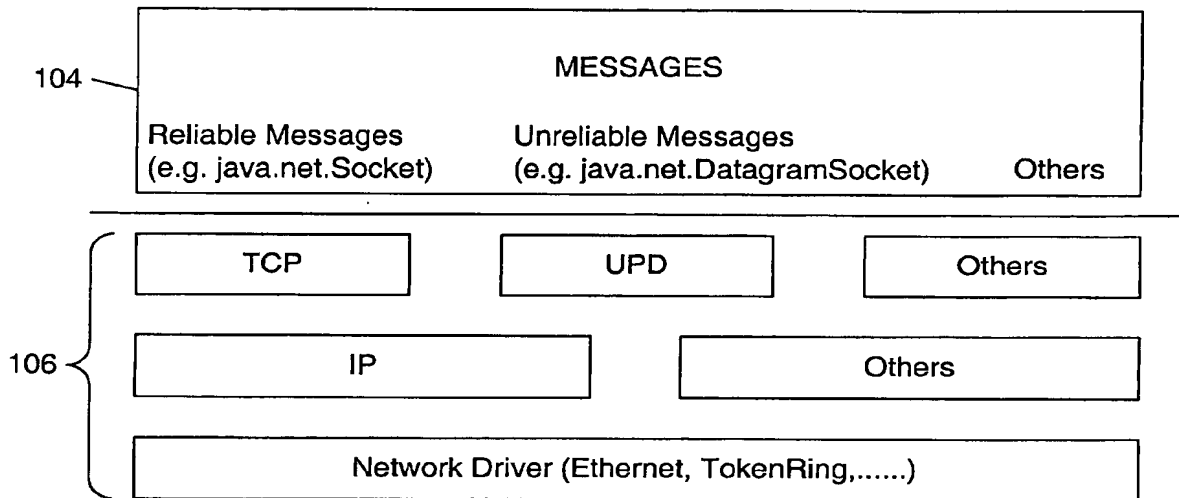 MESSAGES
104
Reliable Messages
(e.g. java.net.Socket)
Unreliable Messages
(e.g. java.net.DatagramSocket)
Others
TCP
UPD
Others
106
IP
Others
Network Driver (Ethernet, TokenRing,......)